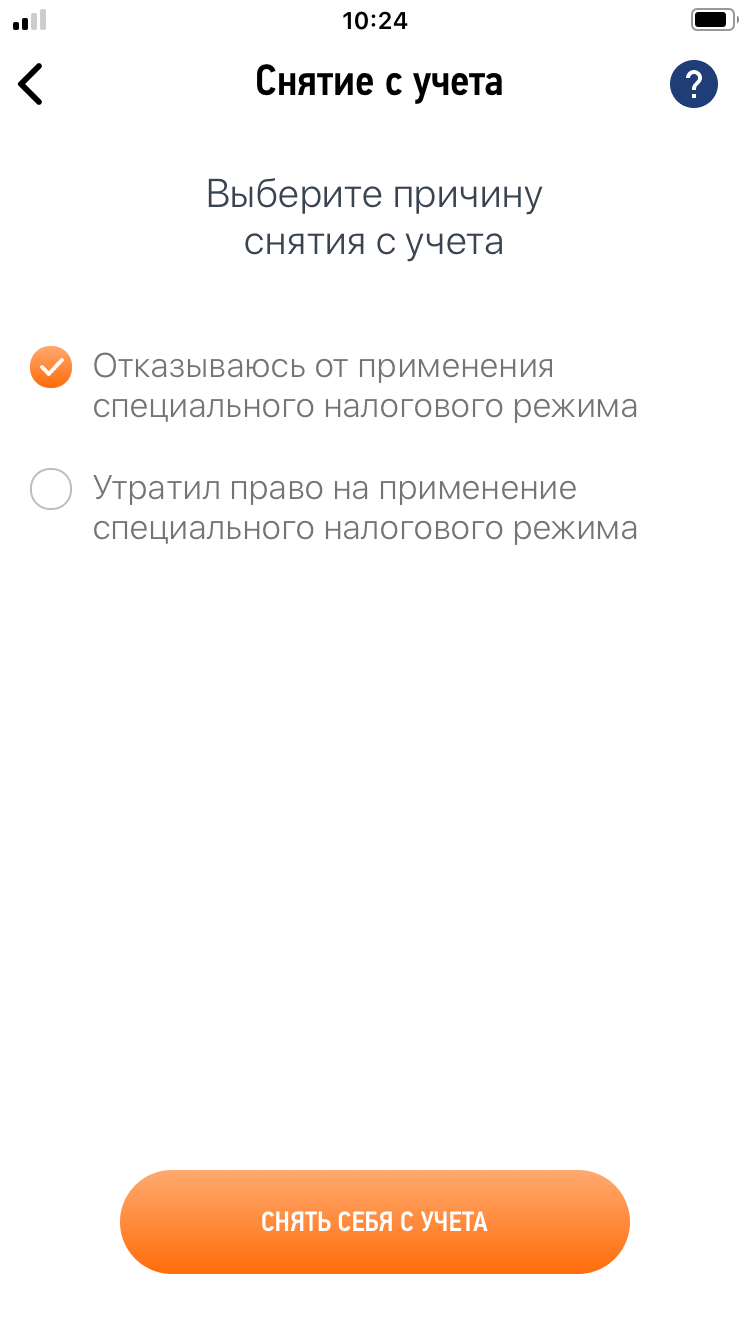 10:24
Снятие с учета
?
Выберите причину
снятия с учета
Отказываюсь от применения
специального налогового режима
Утратил право на применение
специального налогового режима
СНЯТЬ СЕБЯ С УЧЕТА